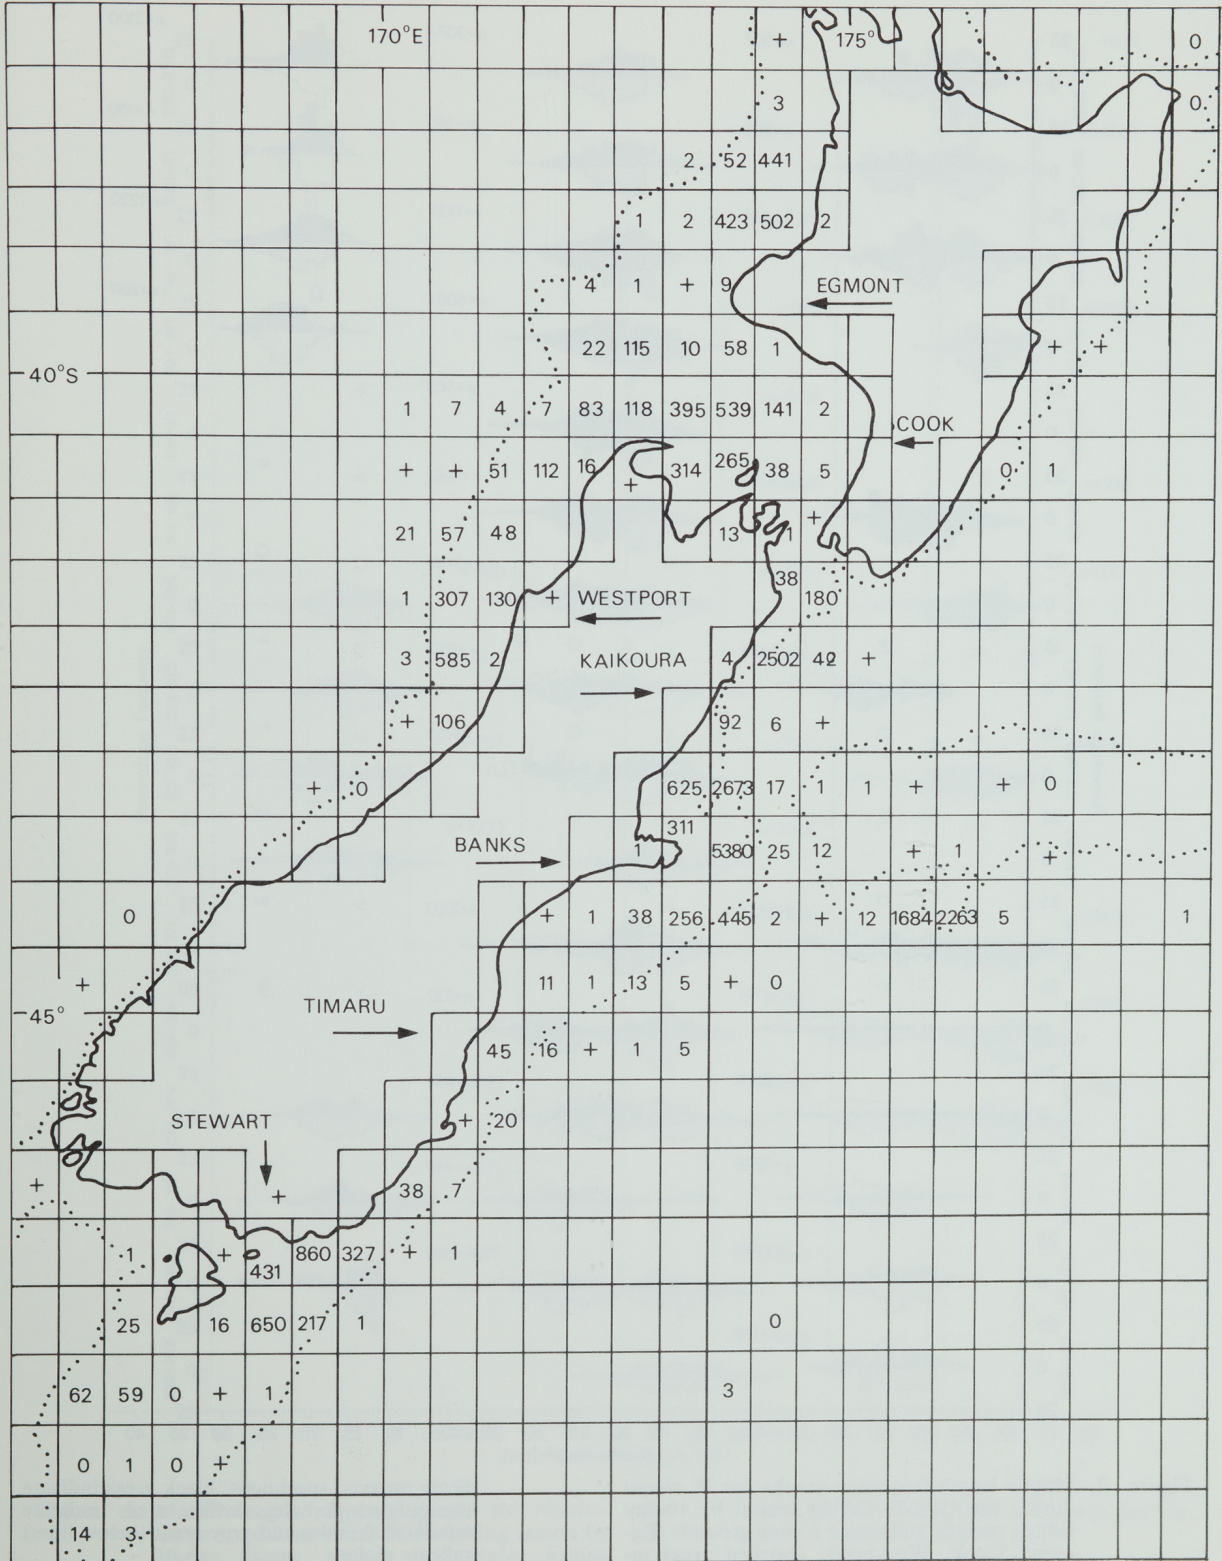 170°E + 175° 0
3 0
2 52 441
1 2 423 502 2
4 1 + 9 EGMONT
22 115 10 58 1 + +
40°S
1 7 4 7 83 118 395 539 141 2
COOK
+ + 51 112 16 + 314 265 38 5 0 1
21 57 48 13 1 +
38
1 307 130 + WESTPORT 180
3 585 2 KAIKOURA 4 2502 +
+ 106 92 6 +
+ 0 625 2673 17 1 1 + + 0
311
BANKS 1 5380 25 12 + 1 +
0 + 1 38 256 445 2 + 12 1684 2263 5 1
+ 11 1 13 5 + 0
45° TIMARU
45 16 + 1 5
STEWART + 20
+ + 38 7
1 + 431 860 327 + 1
25 16 650 217 1 0
62 59 0 + 1 3
0 1 0 +
14 3